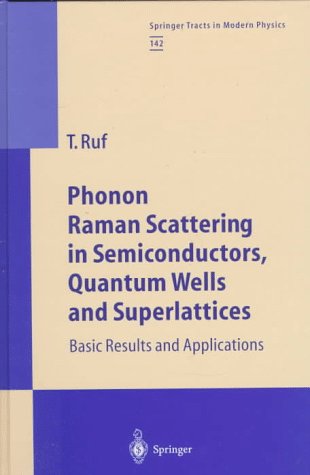 Springer Tracts in Modern Physics
142
T. Ruf
Phonon
Raman Scattering
in Semiconductors,
Quantum Wells
and Superlattices
Basic Results and Applications
Springer